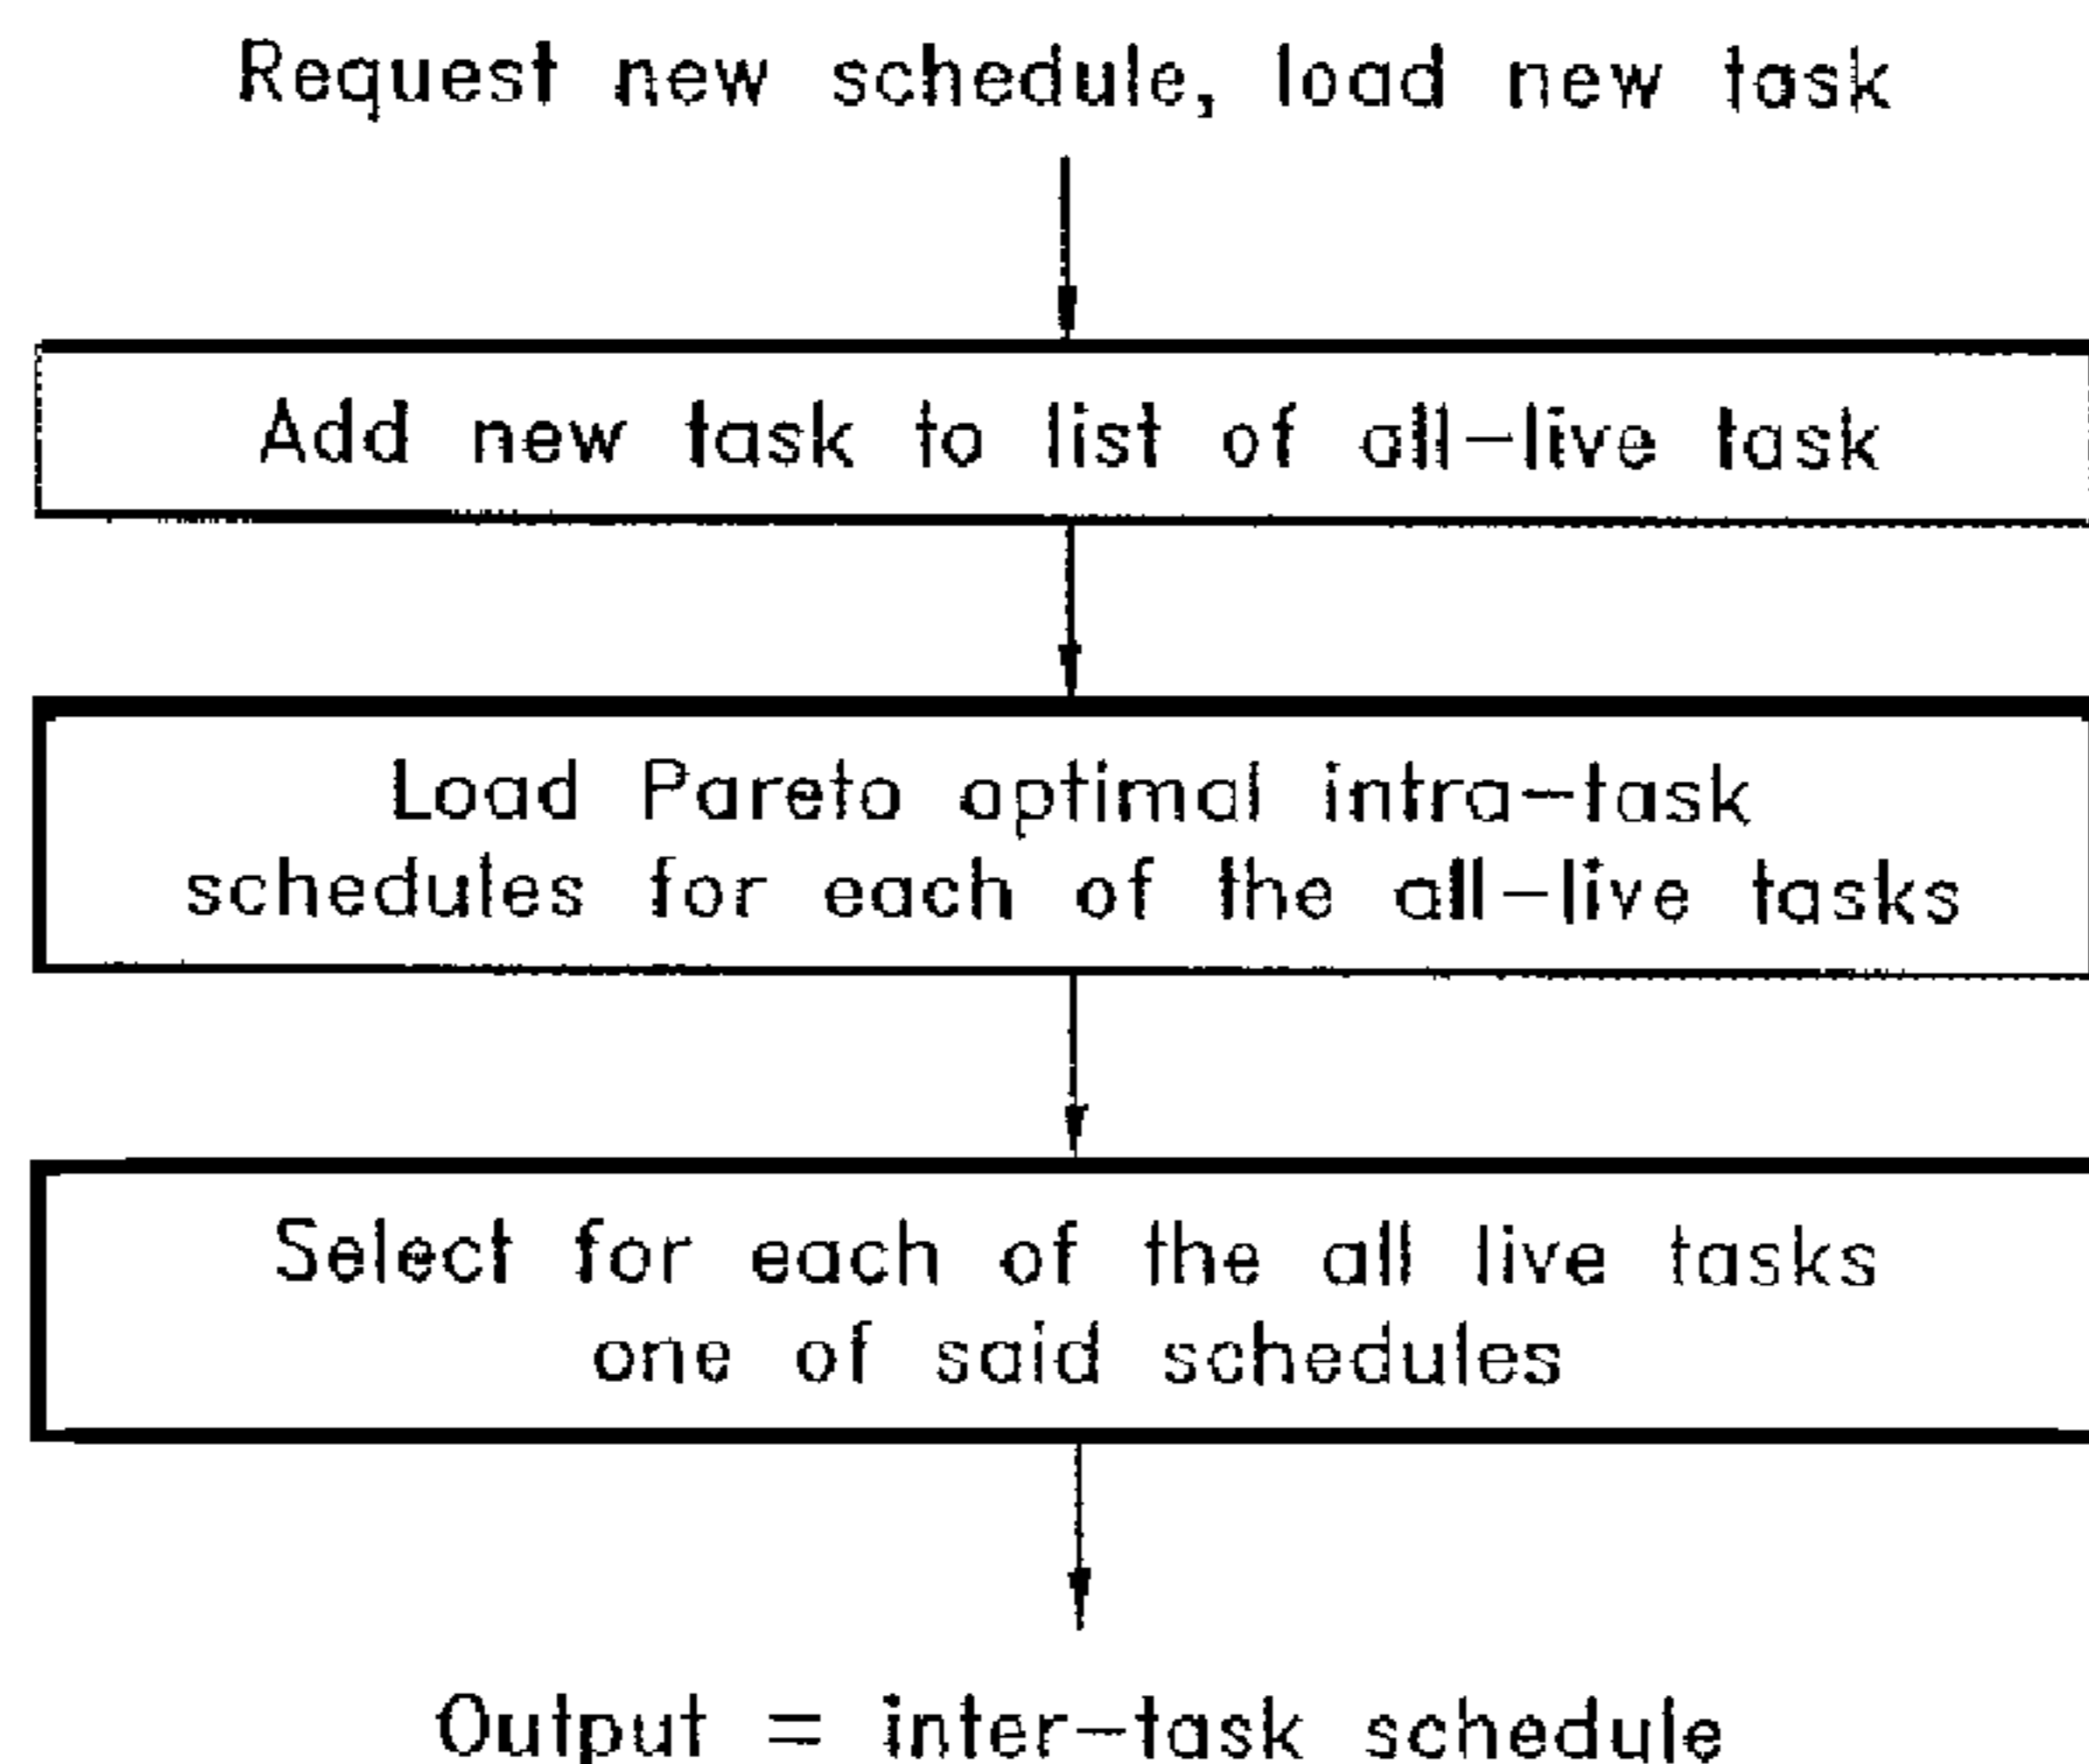 Request new schedule, load new task
Add new task to list of all-live task
Load Pareto optimal intra-task
schedules for each of the all-live tasks
Select for each of the all live tasks
one of said schedules
Output = inter-task schedule